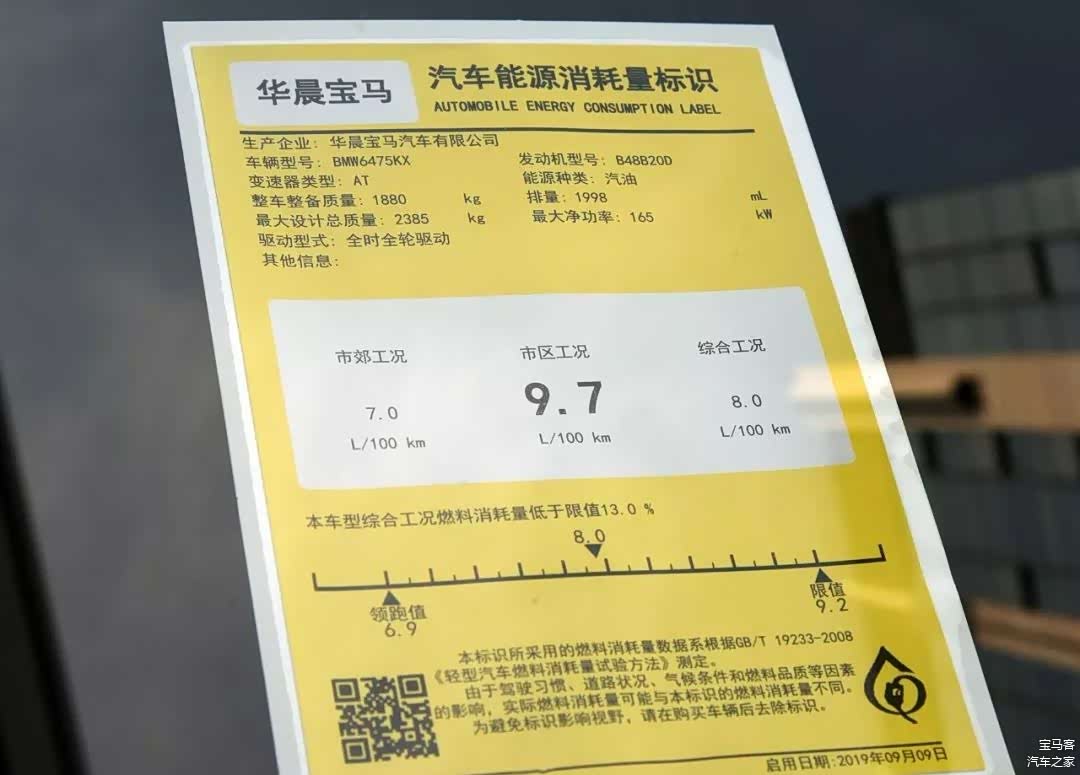 华晨宝马
汽车能源消耗量标识
AUTOMOBILE ENERGY CONSUMPTION LABEL
生产企业: 华晨宝马汽车有限公司
车辆型号: BMW6475KX 发动机型号: B48B20D
变速器类型: AT 能源种类: 汽油
整车整备质量: 1880 kg 排量: 1998 mL
最大设计总质量: 2385 kg 最大净功率: 165 kW
驱动型式: 全时全轮驱动
其他信息:
市郊工况 市区工况 综合工况
7.0 9.7 8.0
L/100 km L/100 km L/100 km
本车型综合工况燃料消耗量低于限值13.0 %
8.0
领跑值 限值
6.9 9.2
本标识所采用的燃料消耗量数据系根据GB/T 19233-2008
《轻型汽车燃料消耗量试验方法》测定。
由于驾驶习惯、道路状况、气候条件和燃料品质等因素
的影响，实际燃料消耗量可能与本标识的燃料消耗量不同。
为避免标识影响视野，请在购买车辆后去除标识。
启用日期:2019年09月09日
宝马客
汽车之家